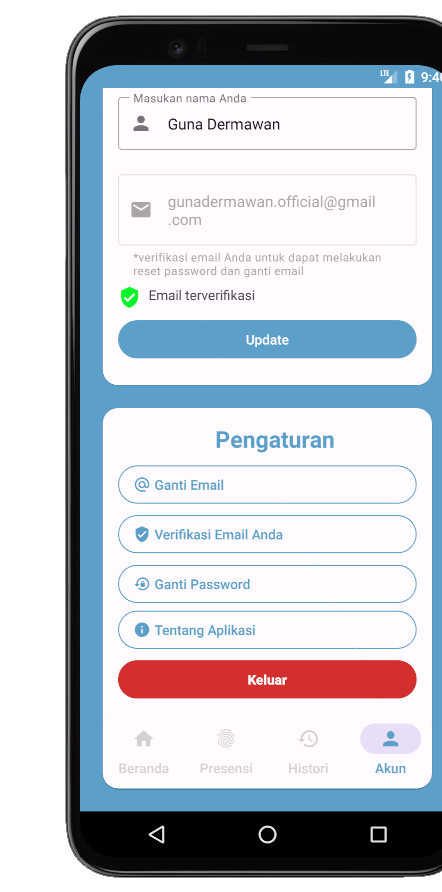 LTE 9:40
Masukan nama Anda
Guna Dermawan
gunadermawan.official@gmail
.com
*verifikasi email Anda untuk dapat melakukan
reset password dan ganti email
Email terverifikasi
Update
Pengaturan
Ganti Email
Verifikasi Email Anda
Ganti Password
Tentang Aplikasi
Keluar
Beranda Presensi Histori Akun